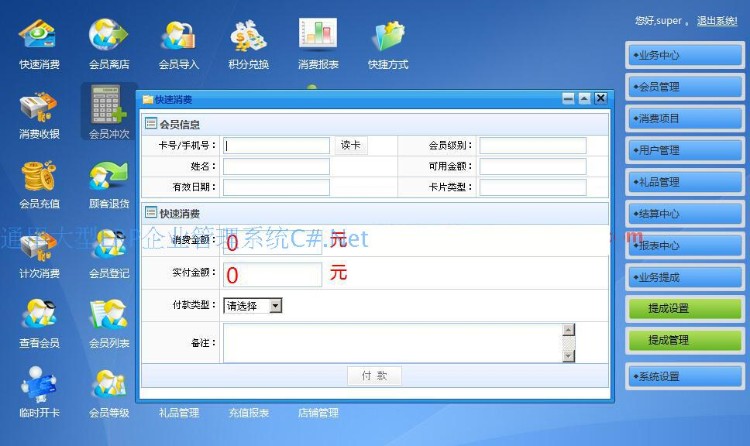 您好,super 。 退出系统!
快速消费
会员离店
会员导入
积分兑换
消费报表
快捷方式
消费收银
会员冲次
会员充值
顾客退货
计次消费
会员登记
查看会员
会员列表
临时开卡
会员等级
礼品管理
充值报表
店铺管理
快速消费
会员信息
卡号/手机号：
读卡
会员级别：
姓名：
可用金额：
有效日期：
卡片类型：
快速消费
消费金额：
0
元
实付金额：
0
元
付款类型：
请选择
备注：
付 款
企业管理系统C#.Net
◆业务中心
◆会员管理
◆消费项目
◆用户管理
◆礼品管理
◆结算中心
◆报表中心
◆业务提成
提成设置
提成管理
◆系统设置